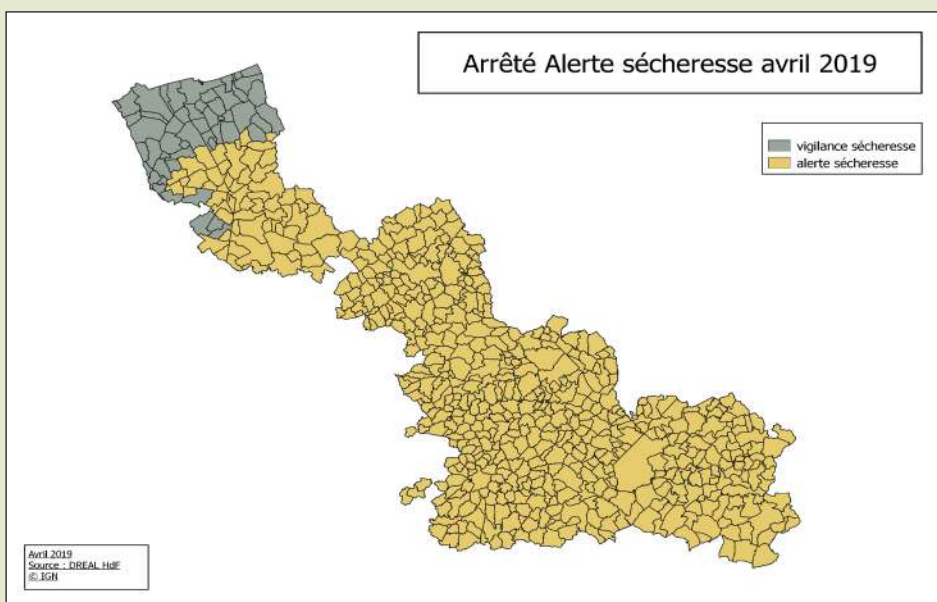 Arrêté Alerte sécheresse avril 2019
vigilance sécheresse
alerte sécheresse
Avril 2019
Source : DREAL HdF
© IGN